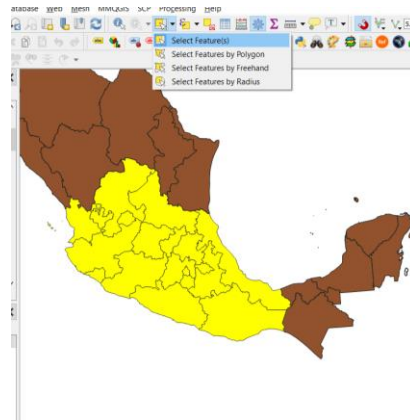 atabase Web Mesh MMQGIS SCP Processing Help
Select Feature(s)
Select Features by Polygon
Select Features by Freehand
Select Features by Radius